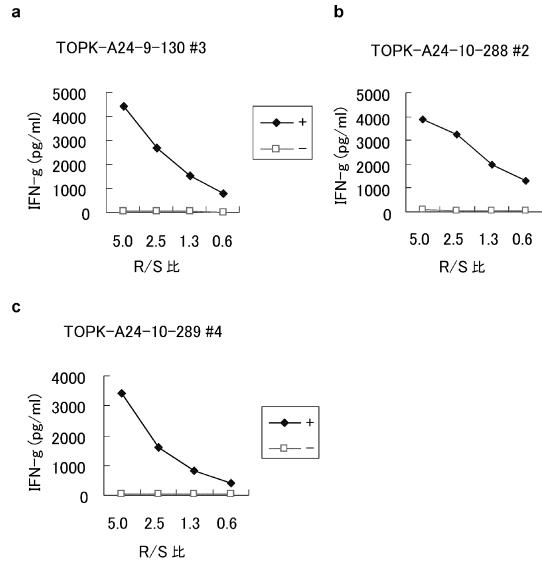 a
TOPK-A24-9-130 #3
IFN-g (pg/ml)
5000
4000
3000
2000
1000
0
5.0 2.5 1.3 0.6
R/S 比
+
−
b
TOPK-A24-10-288 #2
IFN-g (pg/ml)
5000
4000
3000
2000
1000
0
5.0 2.5 1.3 0.6
R/S 比
c
TOPK-A24-10-289 #4
IFN-g (pg/ml)
4000
3000
2000
1000
0
5.0 2.5 1.3 0.6
R/S 比
+
−